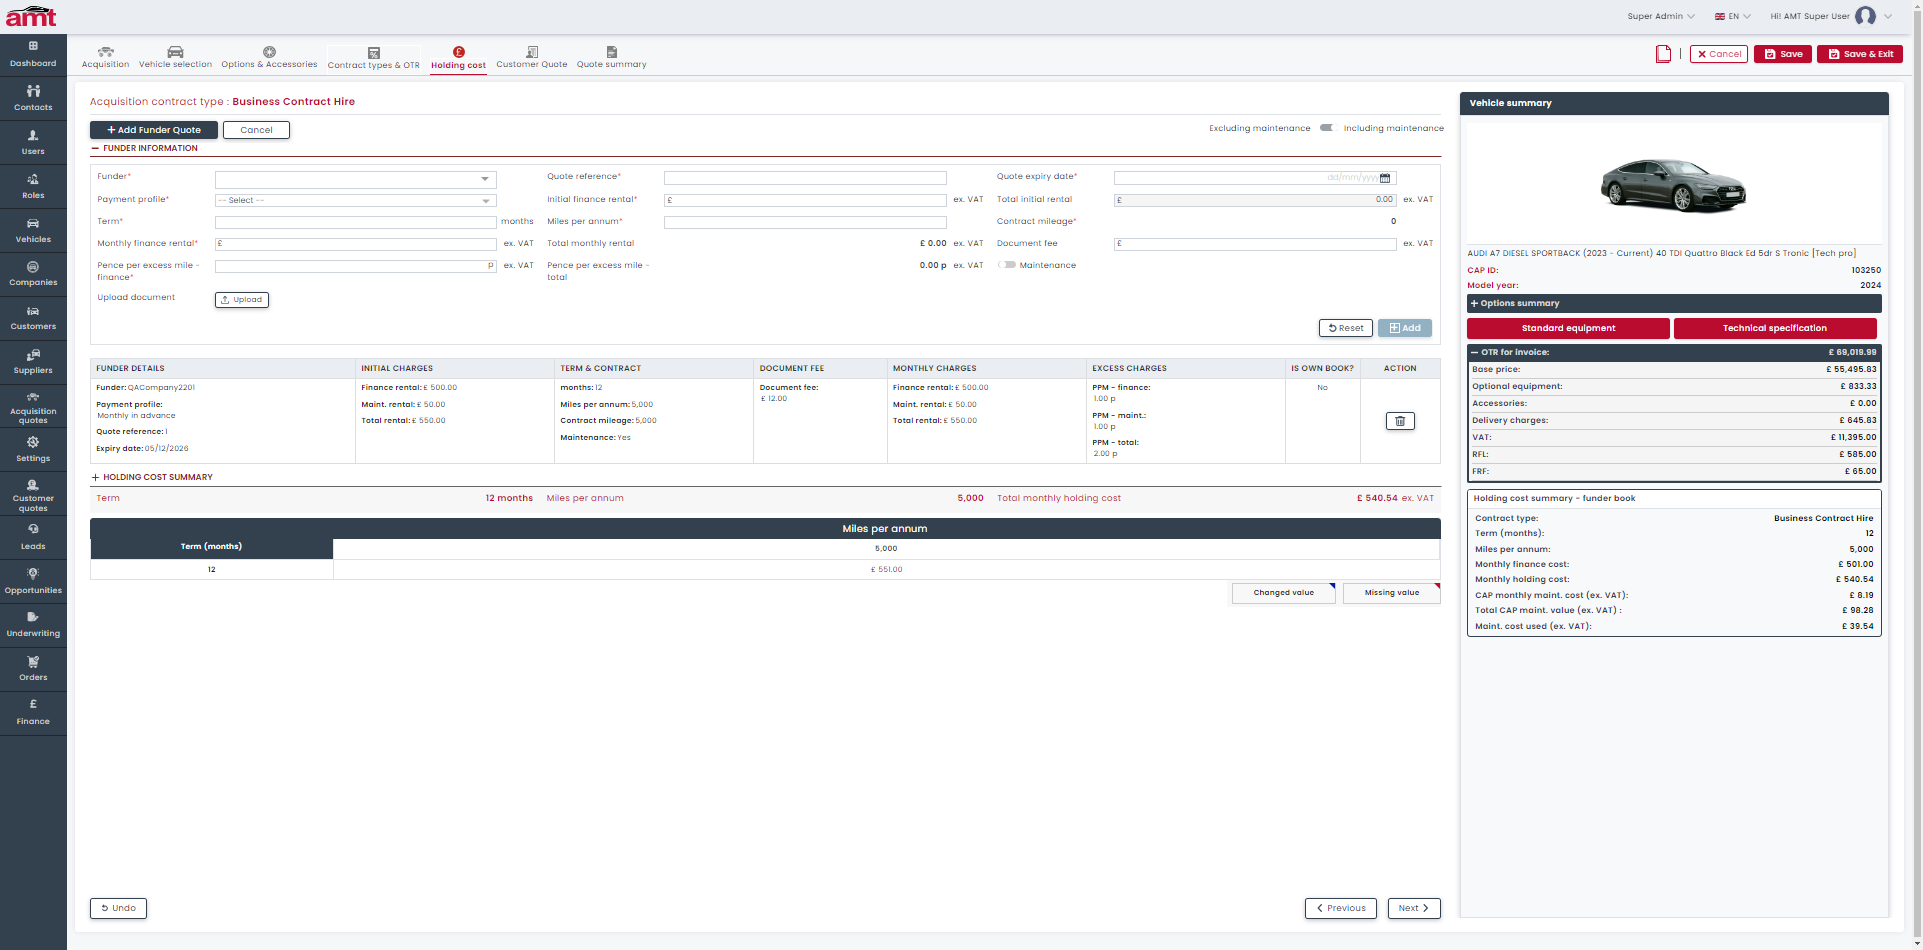 amt
Super Admin
EN
Hi! AMT Super User
Dashboard
Contacts
Users
Roles
Vehicles
Companies
Customers
Suppliers
Acquisition
quotes
Settings
Customer
quotes
Leads
Opportunities
Underwriting
Orders
£
Finance
Acquisition
Vehicle selection
Options & Accessories
Contract types & OTR
Holding cost
Customer Quote
Quote summary
Cancel
Save
Save & Exit
Acquisition contract type : Business Contract Hire
+ Add Funder Quote
Cancel
Excluding maintenance
Including maintenance
FUNDER INFORMATION
Funder*
Quote reference*
Quote expiry date*
dd/mm/yyyy
Payment profile*
-- Select --
Initial finance rental*
£
ex. VAT
Total initial rental
£ 0.00 ex. VAT
Term*
months
Miles per annum*
Contract mileage*
0
Monthly finance rental*
£
ex. VAT
Total monthly rental
£ 0.00 ex. VAT
Document fee
£
ex. VAT
Pence per excess mile -
finance*
p
ex. VAT
Pence per excess mile -
total
0.00 p ex. VAT
Maintenance
Upload document
Upload
Reset
Add
FUNDER DETAILS
INITIAL CHARGES
TERM & CONTRACT
DOCUMENT FEE
MONTHLY CHARGES
EXCESS CHARGES
IS OWN BOOK?
ACTION
Funder: QACompany2201
Payment profile:
Monthly in advance
Quote reference: 1
Expiry date: 05/12/2026
Finance rental: £ 500.00
Maint. rental: £ 50.00
Total rental: £ 550.00
months: 12
Miles per annum: 5,000
Contract mileage: 5,000
Maintenance: Yes
Document fee:
£ 12.00
Finance rental: £ 500.00
Maint. rental: £ 50.00
Total rental: £ 550.00
PPM - finance:
1.00 p
PPM - maint.:
1.00 p
PPM - total:
2.00 p
No
HOLDING COST SUMMARY
Term
12 months
Miles per annum
5,000
Total monthly holding cost
£ 540.54 ex. VAT
Miles per annum
Term (months)
5,000
12
£ 551.00
Changed value
Missing value
Undo
Previous
Next
Vehicle summary
AUDI A7 DIESEL SPORTBACK (2023 - Current) 40 TDI Quattro Black Ed 5dr S Tronic [Tech pro]
CAP ID: 103250
Model year: 2024
Options summary
Standard equipment
Technical specification
OTR for invoice: £ 69,019.99
Base price: £ 55,495.83
Optional equipment: £ 833.33
Accessories: £ 0.00
Delivery charges: £ 645.83
VAT: £ 11,395.00
RFL: £ 585.00
FRF: £ 65.00
Holding cost summary - funder book
Contract type: Business Contract Hire
Term (months): 12
Miles per annum: 5,000
Monthly finance cost: £ 501.00
Monthly holding cost: £ 540.54
CAP monthly maint. cost (ex. VAT): £ 8.19
Total CAP maint. value (ex. VAT) : £ 98.28
Maint. cost used (ex. VAT): £ 39.54